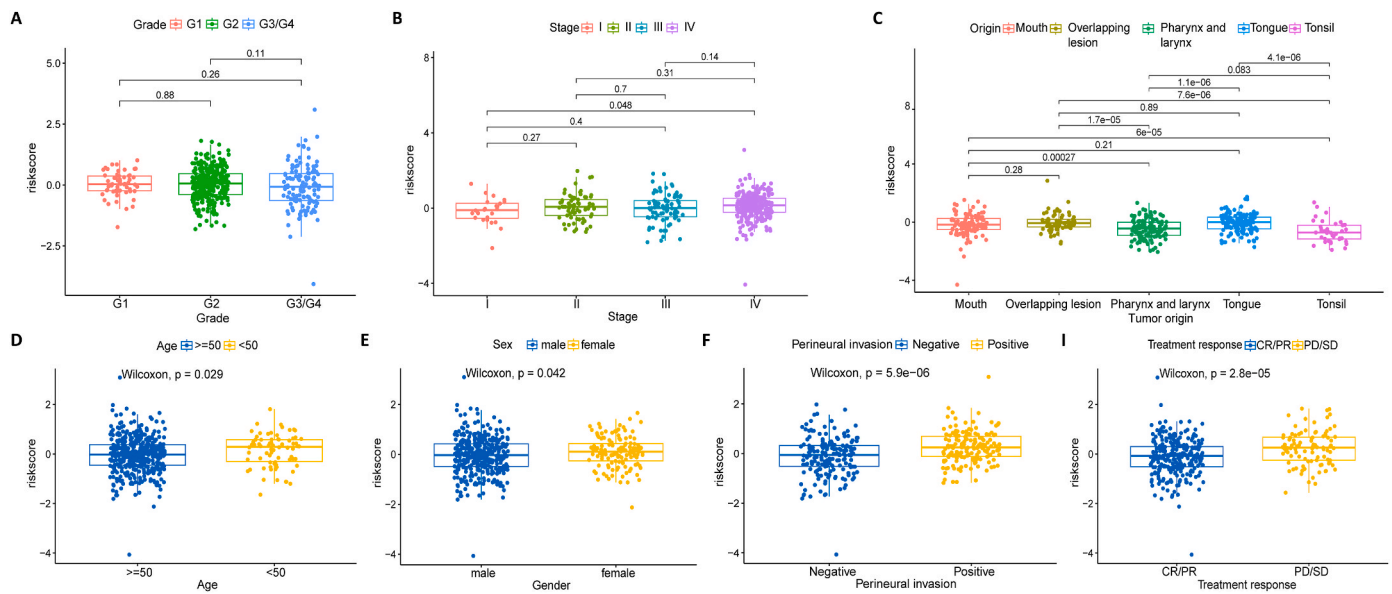 A
Grade G1 G2 G3/G4
5.0
2.5
0.0
−2.5
riskscore
0.11
0.26
0.88
G1 G2 G3/G4
Grade
B
Stage I II III IV
8
4
0
−4
riskscore
0.14
0.31
0.7
0.048
0.4
0.27
I II III IV
Stage
C
Origin Mouth Overlapping lesion Pharynx and larynx Tongue Tonsil
8
4
0
−4
riskscore
4.1e−06
0.083
1.1e−06
7.6e−06
0.89
1.7e−05
6e−05
0.21
0.00027
0.28
Mouth Overlapping lesion Pharynx and larynx Tongue Tonsil
Tumor origin
D
Age >=50 <50
Wilcoxon, p = 0.029
2
0
−2
−4
riskscore
>=50 <50
Age
E
Sex male female
Wilcoxon, p = 0.042
2
0
−2
−4
riskscore
male female
Gender
F
Perineural invasion Negative Positive
Wilcoxon, p = 5.9e−06
2
0
−2
−4
riskscore
Negative Positive
Perineural invasion
I
Treatment response CR/PR PD/SD
Wilcoxon, p = 2.8e−05
2
0
−2
−4
riskscore
CR/PR PD/SD
Treatment response